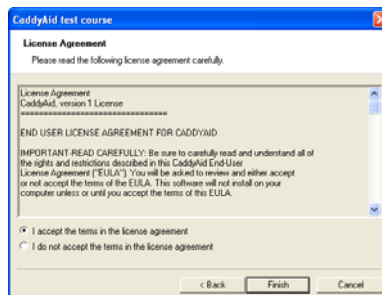 CaddyAid test course
License Agreement
Please read the following license agreement carefully.
License Agreement
CaddyAid, version 1 License
================================
END USER LICENSE AGREEMENT FOR CADDYAID
IMPORTANT-READ CAREFULLY: Be sure to carefully read and understand all of
the rights and restrictions described in this CaddyAid End-User
License Agreement ("EULA"). You will be asked to review and either accept
or not accept the terms of the EULA. This software will not install on your
computer unless or until you accept the terms of this EULA.
I accept the terms in the license agreement
I do not accept the terms in the license agreement
< Back
Finish
Cancel